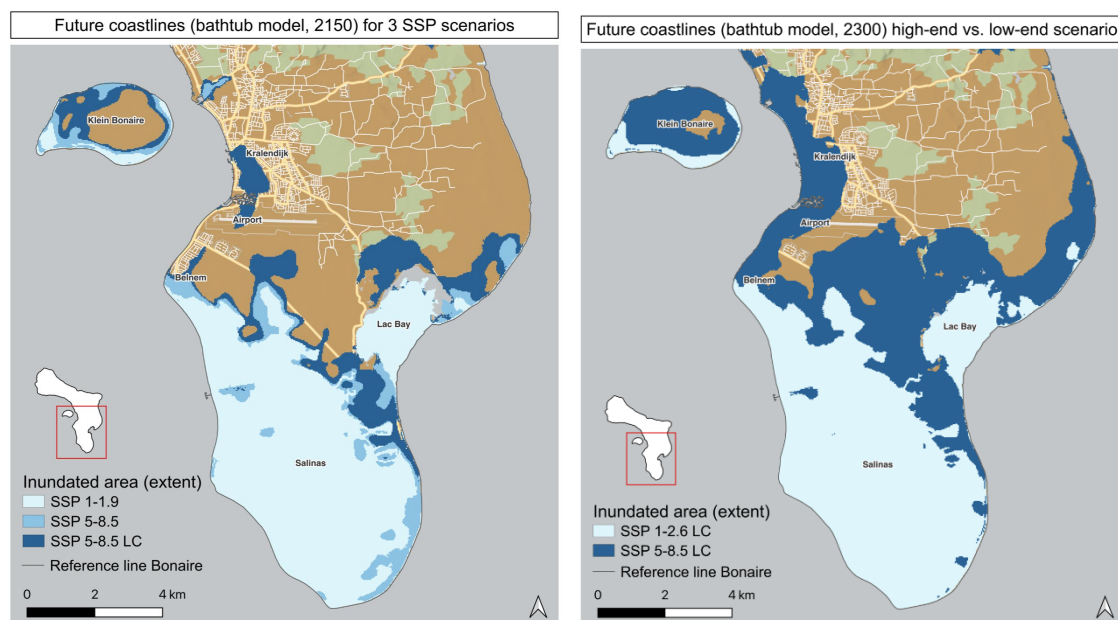 Future coastlines (bathtub model, 2150) for 3 SSP scenarios
Klein Bonaire
Kralendijk
Airport
Belnem
Lac Bay
Salinas
Inundated area (extent)
SSP 1-1.9
SSP 5-8.5
SSP 5-8.5 LC
Reference line Bonaire
0 2 4 km
Future coastlines (bathtub model, 2300) high-end vs. low-end scenario
Klein Bonaire
Kralendijk
Airport
Belnem
Lac Bay
Salinas
Inundated area (extent)
SSP 1-2.6 LC
SSP 5-8.5 LC
Reference line Bonaire
0 2 4 km